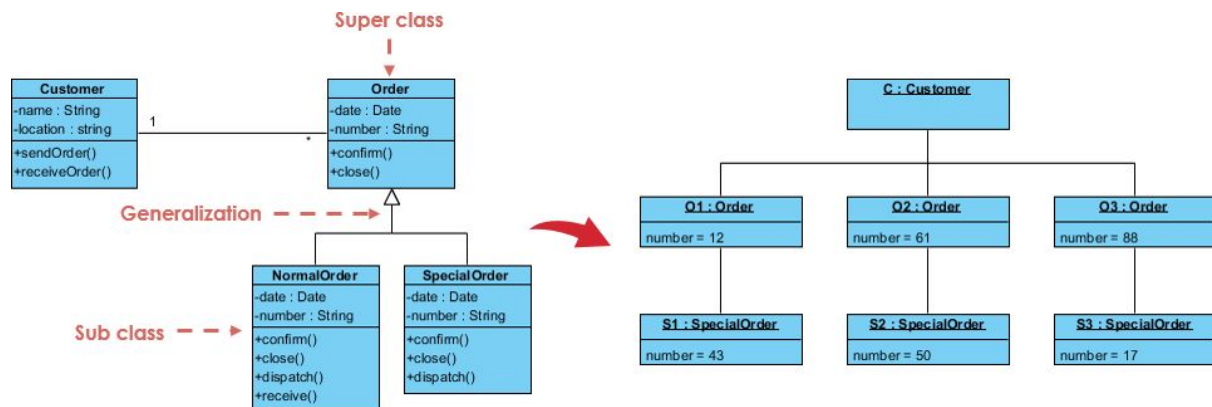 Super class
Customer
-name : String
-location : string
+sendOrder()
+receiveOrder()
1
*
Order
-date : Date
-number : String
+confirm()
+close()
Generalization
Sub class
NormalOrder
-date : Date
-number : String
+confirm()
+close()
+dispatch()
+receive()
SpecialOrder
-date : Date
-number : String
+confirm()
+close()
+dispatch()
C : Customer
O1 : Order
number = 12
O2 : Order
number = 61
O3 : Order
number = 88
S1 : SpecialOrder
number = 43
S2 : SpecialOrder
number = 50
S3 : SpecialOrder
number = 17